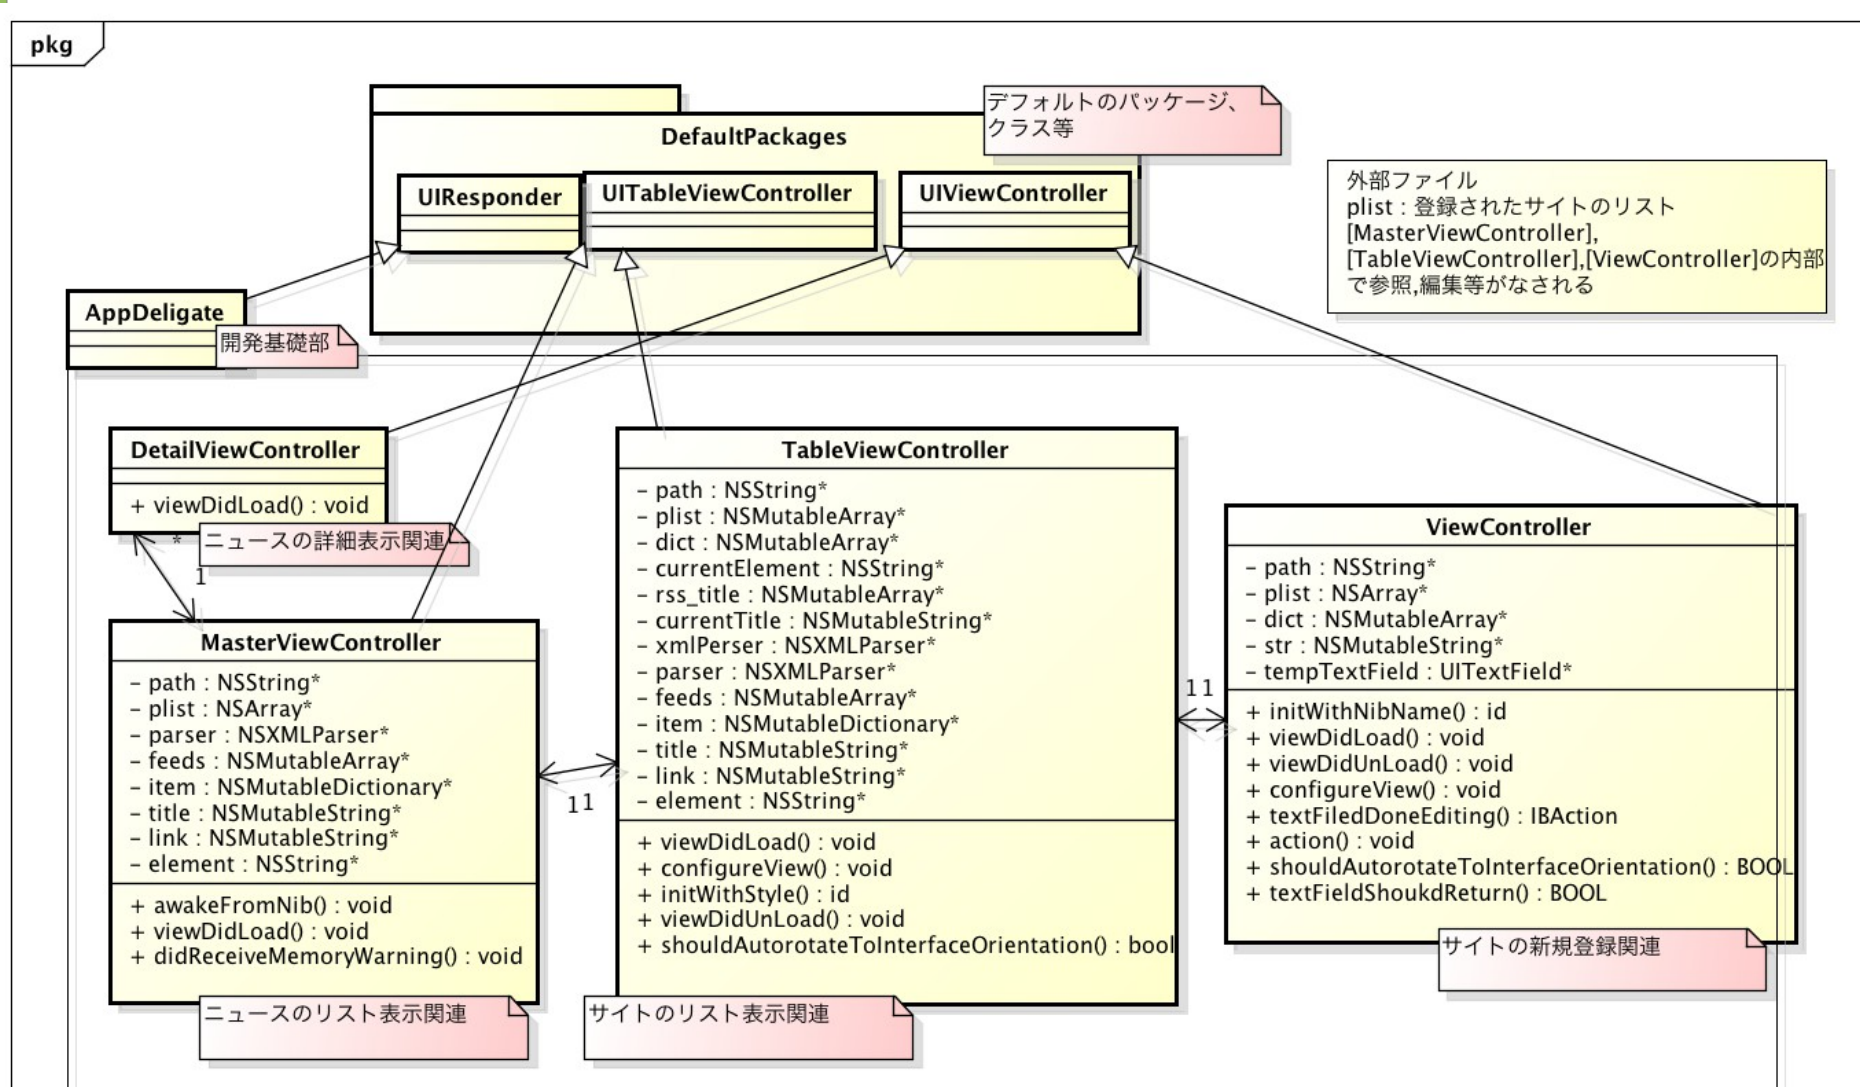 pkg
デフォルトのパッケージ、
クラス等
DefaultPackages
UIResponder
UITableViewController
UIViewController
外部ファイル
plist : 登録されたサイトのリスト
[MasterViewController],
[TableViewController],[ViewController]の内部
で参照,編集等がなされる
AppDeligate
開発基礎部
DetailViewController
+ viewDidLoad() : void
ニュースの詳細表示関連
*
1
MasterViewController
- path : NSString*
- plist : NSArray*
- parser : NSXMLParser*
- feeds : NSMutableArray*
- item : NSMutableDictionary*
- title : NSMutableString*
- link : NSMutableString*
- element : NSString*
+ awakeFromNib() : void
+ viewDidLoad() : void
+ didReceiveMemoryWarning() : void
ニュースのリスト表示関連
1 1
TableViewController
- path : NSString*
- plist : NSMutableArray*
- dict : NSMutableArray*
- currentElement : NSString*
- rss_title : NSMutableArray*
- currentTitle : NSMutableString*
- xmlPerser : NSXMLParser*
- parser : NSXMLParser*
- feeds : NSMutableArray*
- item : NSMutableDictionary*
- title : NSMutableString*
- link : NSMutableString*
- element : NSString*
+ viewDidLoad() : void
+ configureView() : void
+ initWithStyle() : id
+ viewDidUnLoad() : void
+ shouldAutorotateToInterfaceOrientation() : bool
サイトのリスト表示関連
1 1
ViewController
- path : NSString*
- plist : NSArray*
- dict : NSMutableArray*
- str : NSMutableString*
- tempTextField : UITextField*
+ initWithNibName() : id
+ viewDidLoad() : void
+ viewDidUnLoad() : void
+ configureView() : void
+ textFiledDoneEditing() : IBAction
+ action() : void
+ shouldAutorotateToInterfaceOrientation() : BOOL
+ textFieldShoukdReturn() : BOOL
サイトの新規登録関連